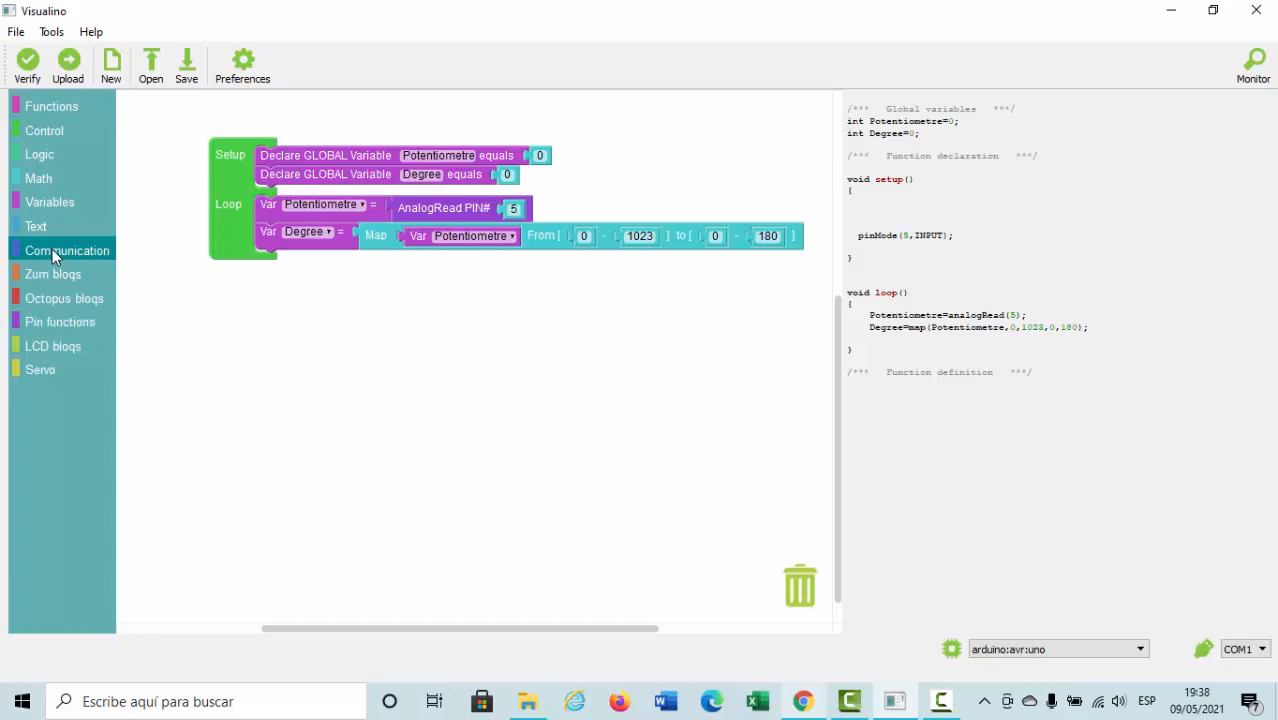 Visualino
File Tools Help
Verify Upload New Open Save Preferences Monitor
Functions
Control
Logic
Math
Variables
Text
Communication
Zum bloqs
Octopus bloqs
Pin functions
LCD bloqs
Servo
Setup Declare GLOBAL Variable Potentiometre equals 0
Declare GLOBAL Variable Degree equals 0
Loop Var Potentiometre = AnalogRead PIN# 5
Var Degree = Map Var Potentiometre From [ 0 - 1023 ] to [ 0 - 180 ]
/*** Global variables ***/
int Potentiometre=0;
int Degree=0;
/*** Function declaration ***/
void setup()
{
pinMode(5,INPUT);
}
void loop()
{
Potentiometre=analogRead(5);
Degree=map(Potentiometre,0,1023,0,180);
}
/*** Function definition ***/
arduino:avr:uno COM1
Escribe aquí para buscar
ESP
19:38
09/05/2021
7